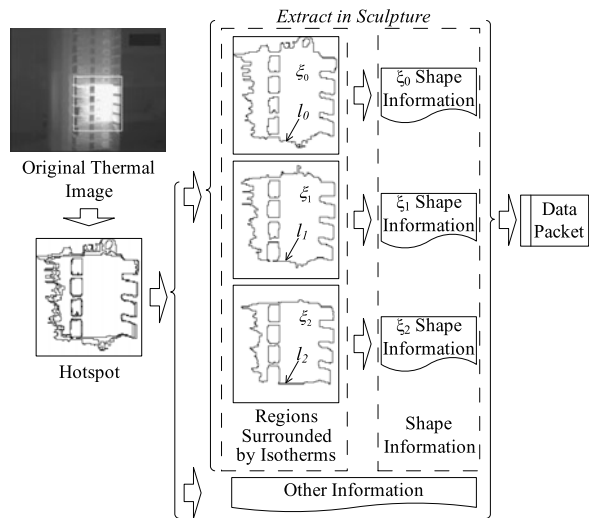 Extract in Sculpture
Original Thermal
Image
Hotspot
ξ0
l0
ξ1
l1
ξ2
l2
Regions
Surrounded
by Isotherms
ξ0 Shape
Information
ξ1 Shape
Information
ξ2 Shape
Information
Shape
Information
Other Information
Data
Packet